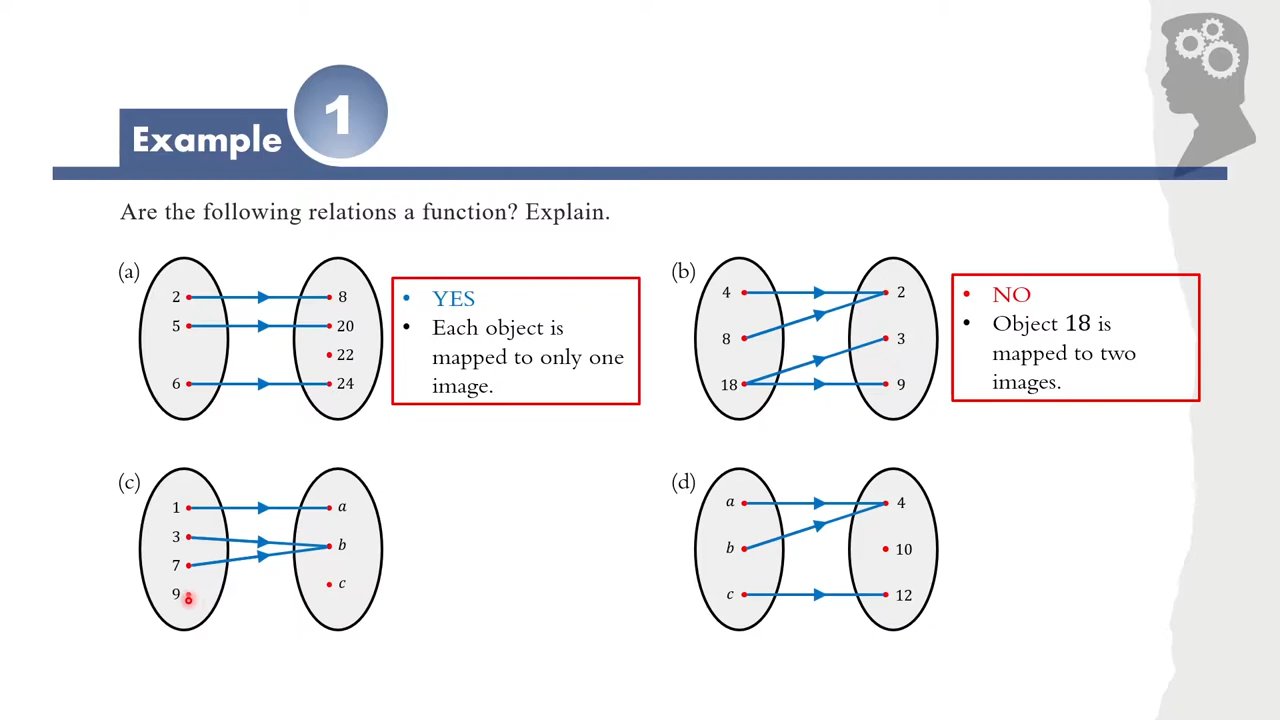 Example 1
Are the following relations a function? Explain.
(a)
2
5
6
8
20
22
24
• YES
• Each object is
mapped to only one
image.
(b)
4
8
18
2
3
9
• NO
• Object 18 is
mapped to two
images.
(c)
1
3
7
9
a
b
c
(d)
a
b
c
4
10
12